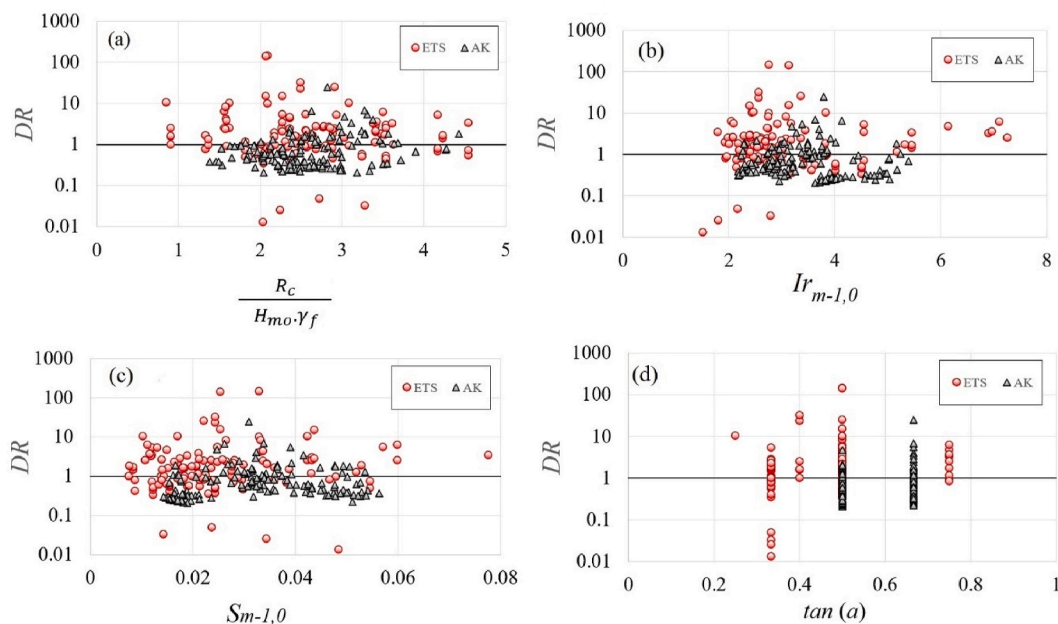 (a)
ETS AK
1000
100
10
1
0.1
0.01
DR
0 1 2 3 4 5
R_c
H_{mo}.γ_f
(b)
ETS AK
1000
100
10
1
0.1
0.01
DR
0 2 4 6 8
Ir_{m-1,0}
(c)
ETS AK
1000
100
10
1
0.1
0.01
DR
0 0.02 0.04 0.06 0.08
S_{m-1,0}
(d)
ETS AK
1000
100
10
1
0.1
0.01
DR
0 0.2 0.4 0.6 0.8 1
tan (a)